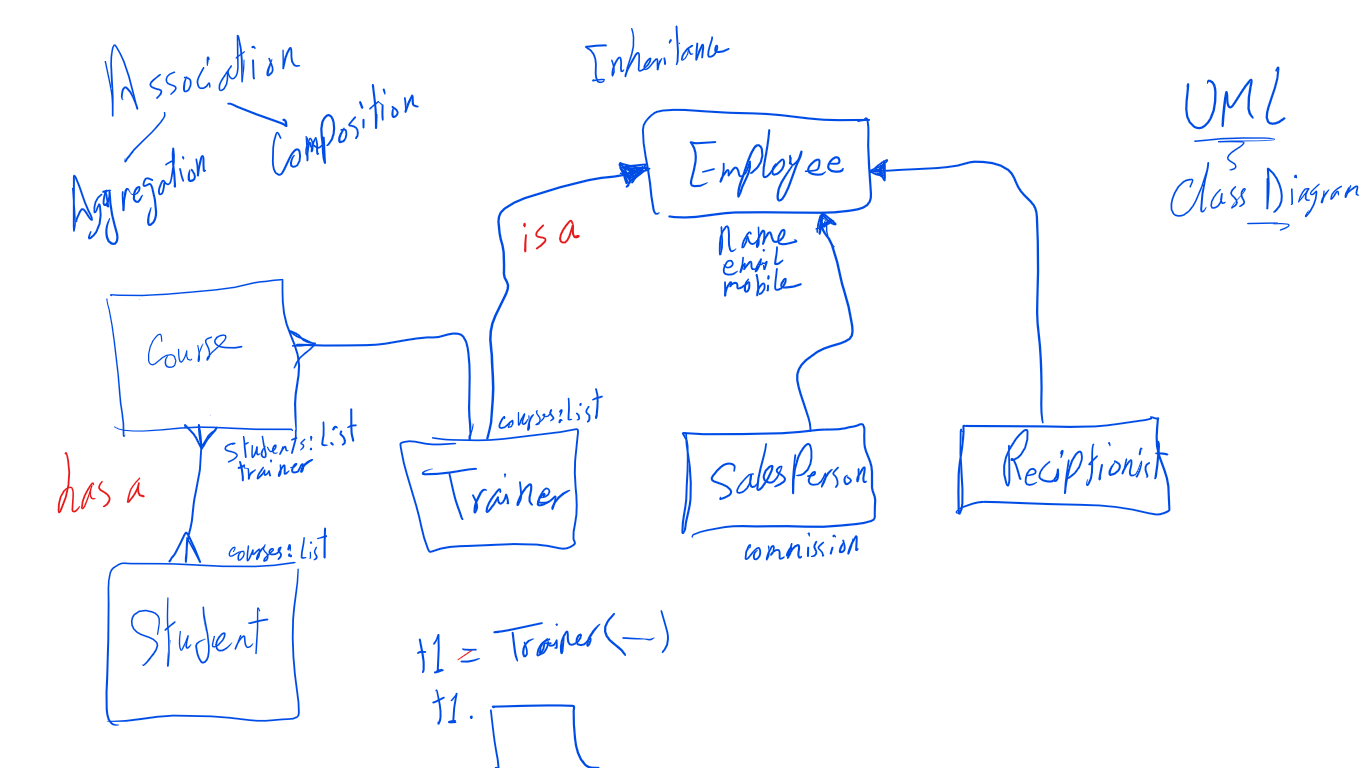 Association
Aggregation
Composition
Inheritance
UML
Class Diagram
Employee
is a
Name
email
mobile
Course
Students: List
trainer
has a
courses: List
Student
courses: List
Trainer
SalesPerson
commission
Reciptionist
t1 = Trainer(—)
t1.